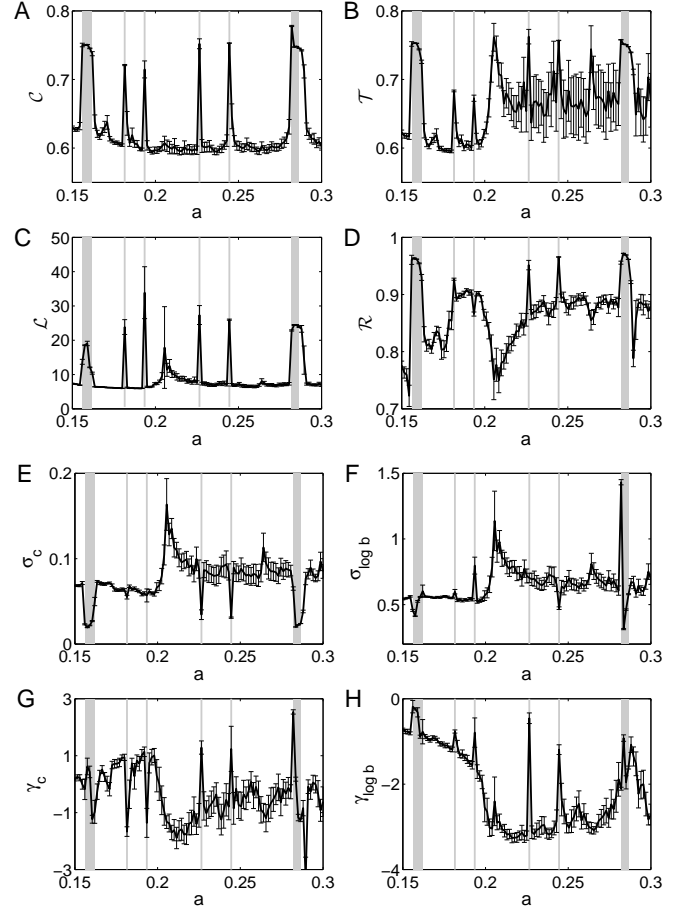 A B
0.8 0.8
0.7 0.7
C T
0.6 0.6
0.15 0.2 0.25 0.3 0.15 0.2 0.25 0.3
a a
C D
50 1
40
0.9
30
L R
20
0.8
10
0 0.7
0.15 0.2 0.25 0.3 0.15 0.2 0.25 0.3
a a
E F
0.2 1.5
σc 0.1 σlog b 1
0.5
0
0.15 0.2 0.25 0.3 0.15 0.2 0.25 0.3
a a
G H
3 0
1
γc γlog b −2
−1
−3 −4
0.15 0.2 0.25 0.3 0.15 0.2 0.25 0.3
a a